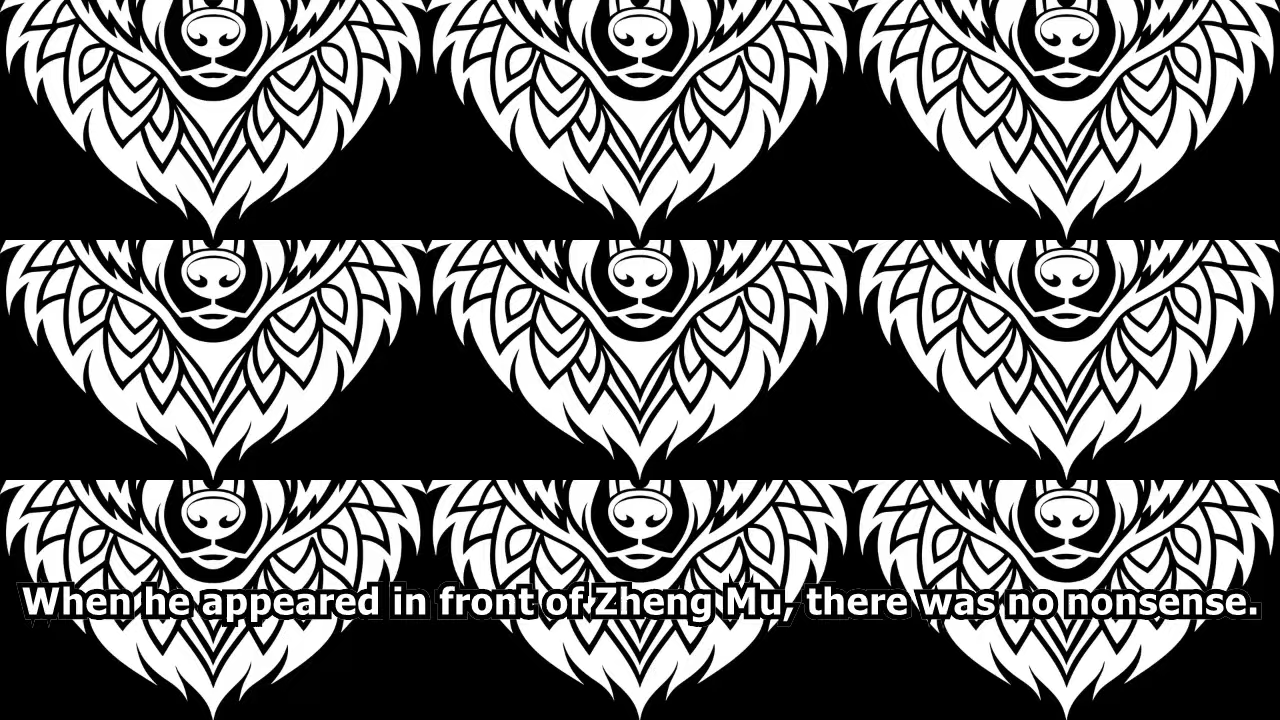 When he appeared in front of Zheng Mu, there was no nonsense.